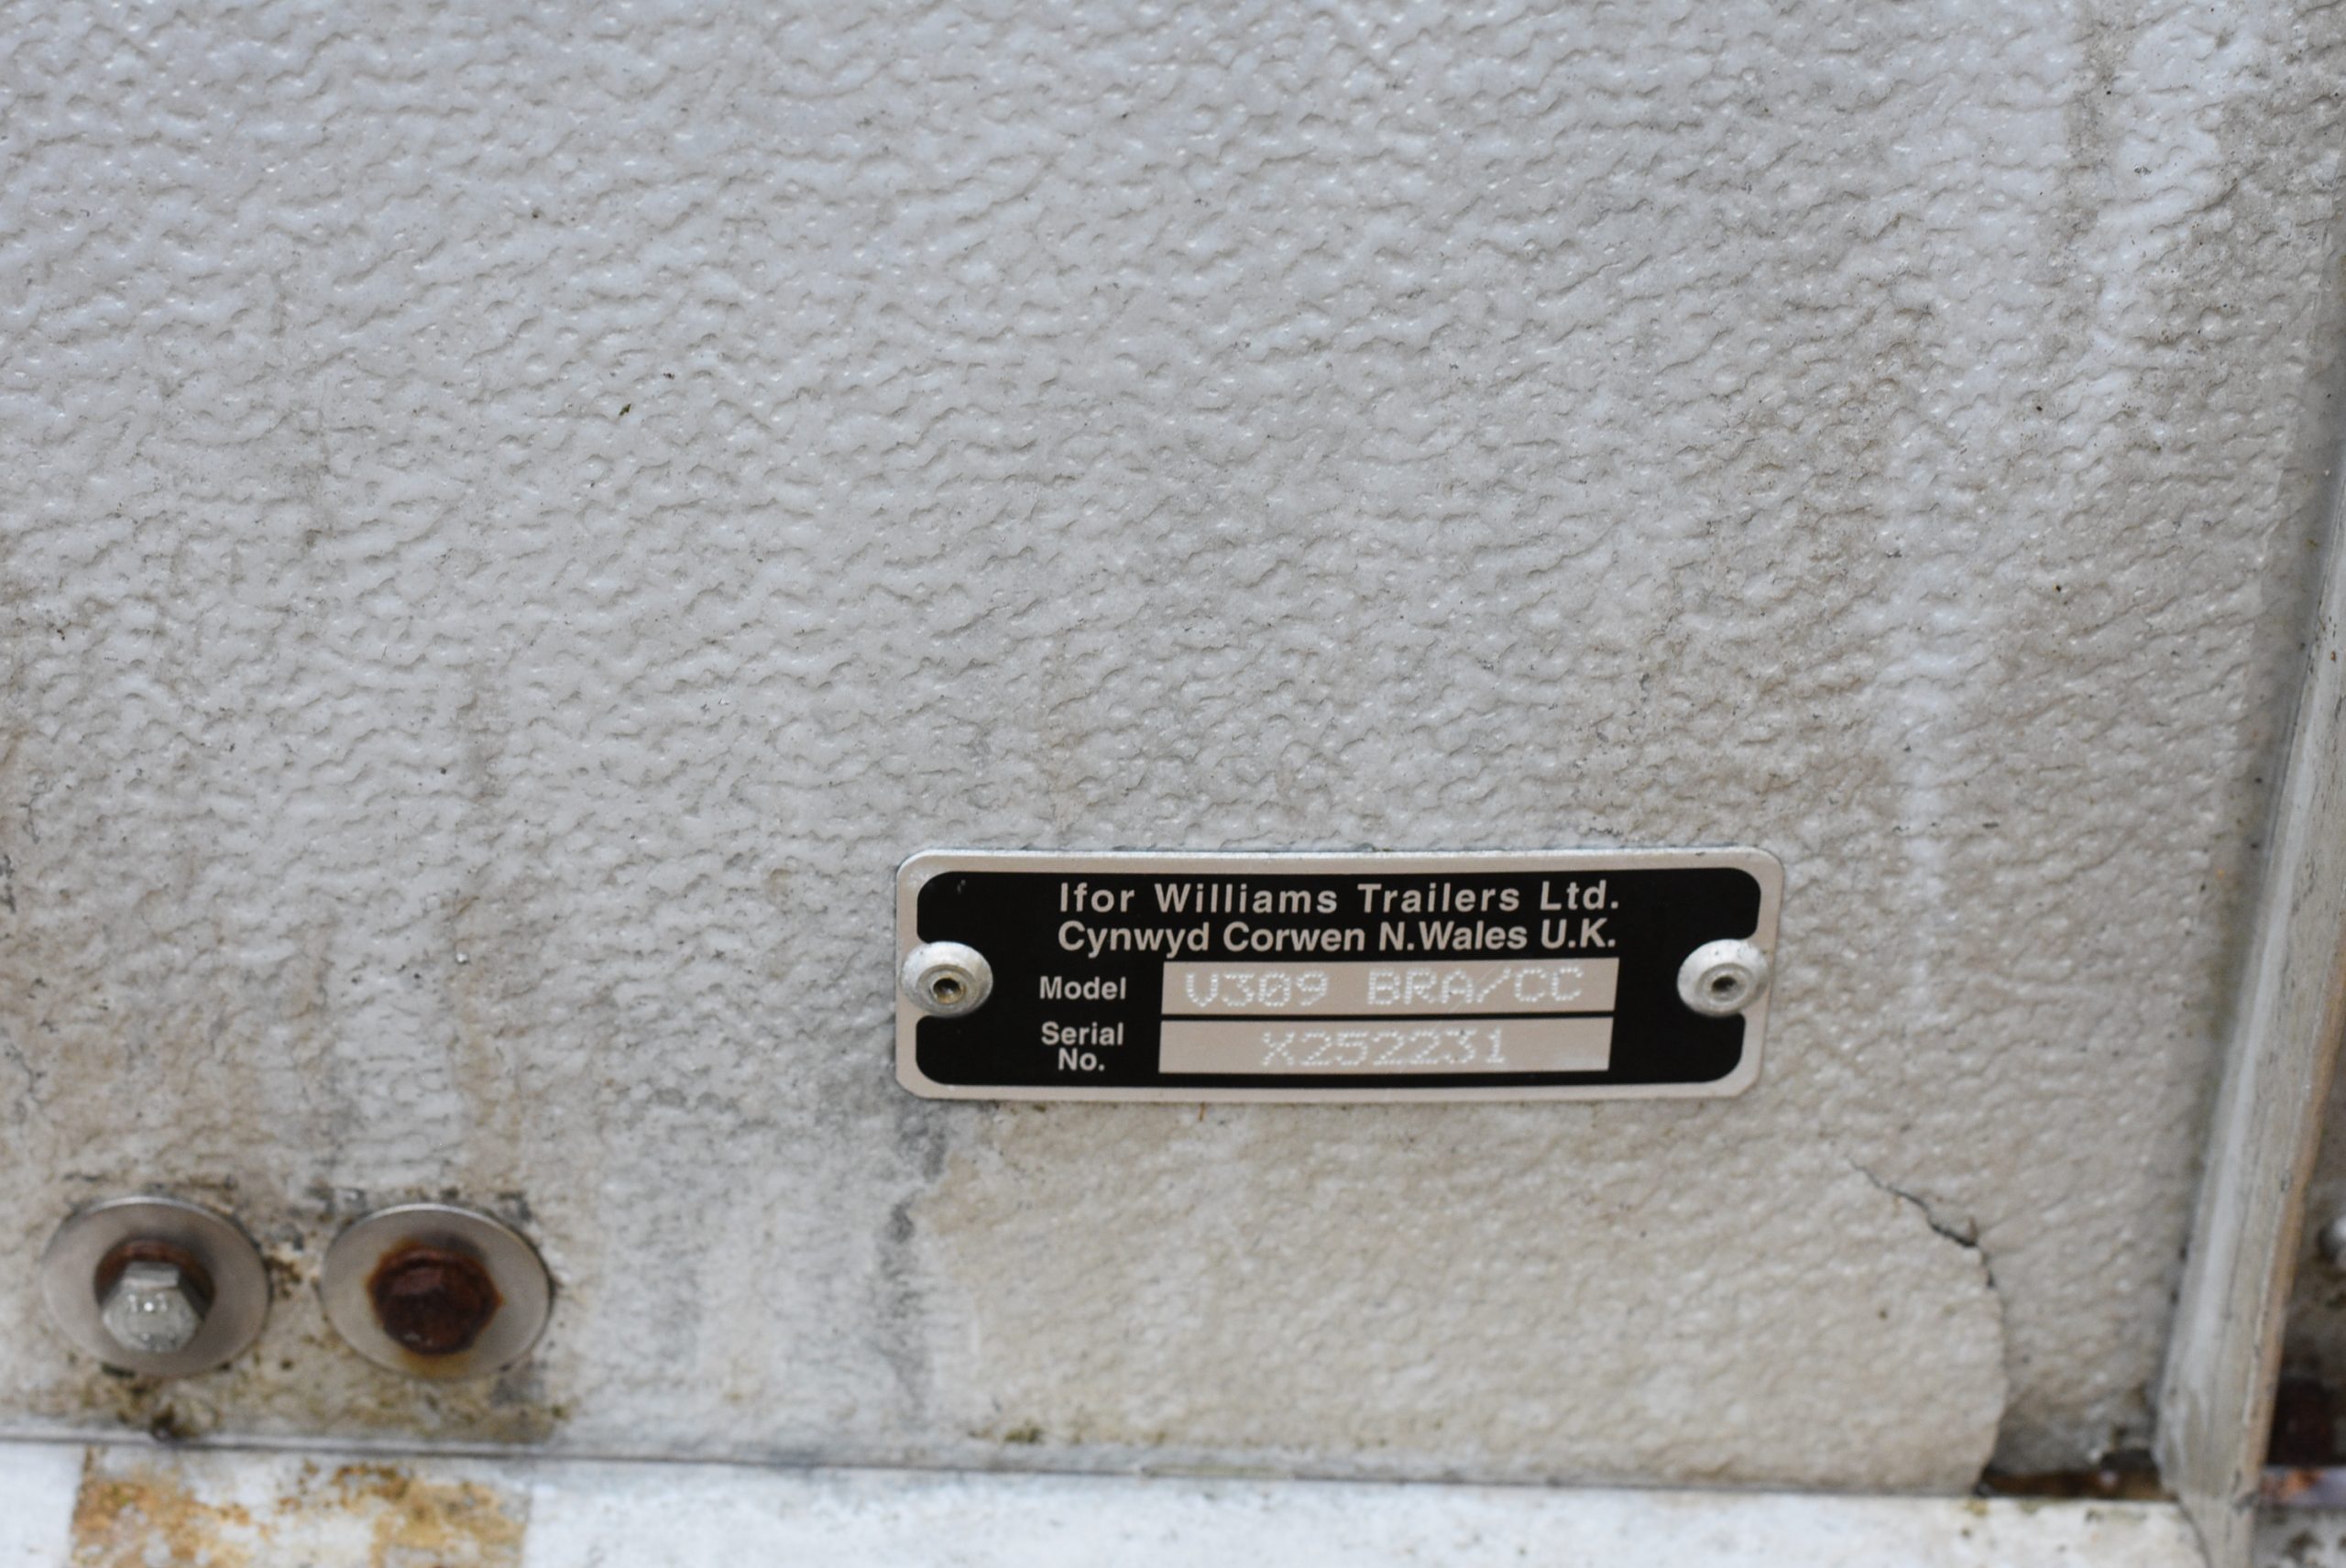 Ifor Williams Trailers Ltd.
Cynwyd Corwen N.Wales U.K.
Model V309 BRA/CC
Serial No. X252231